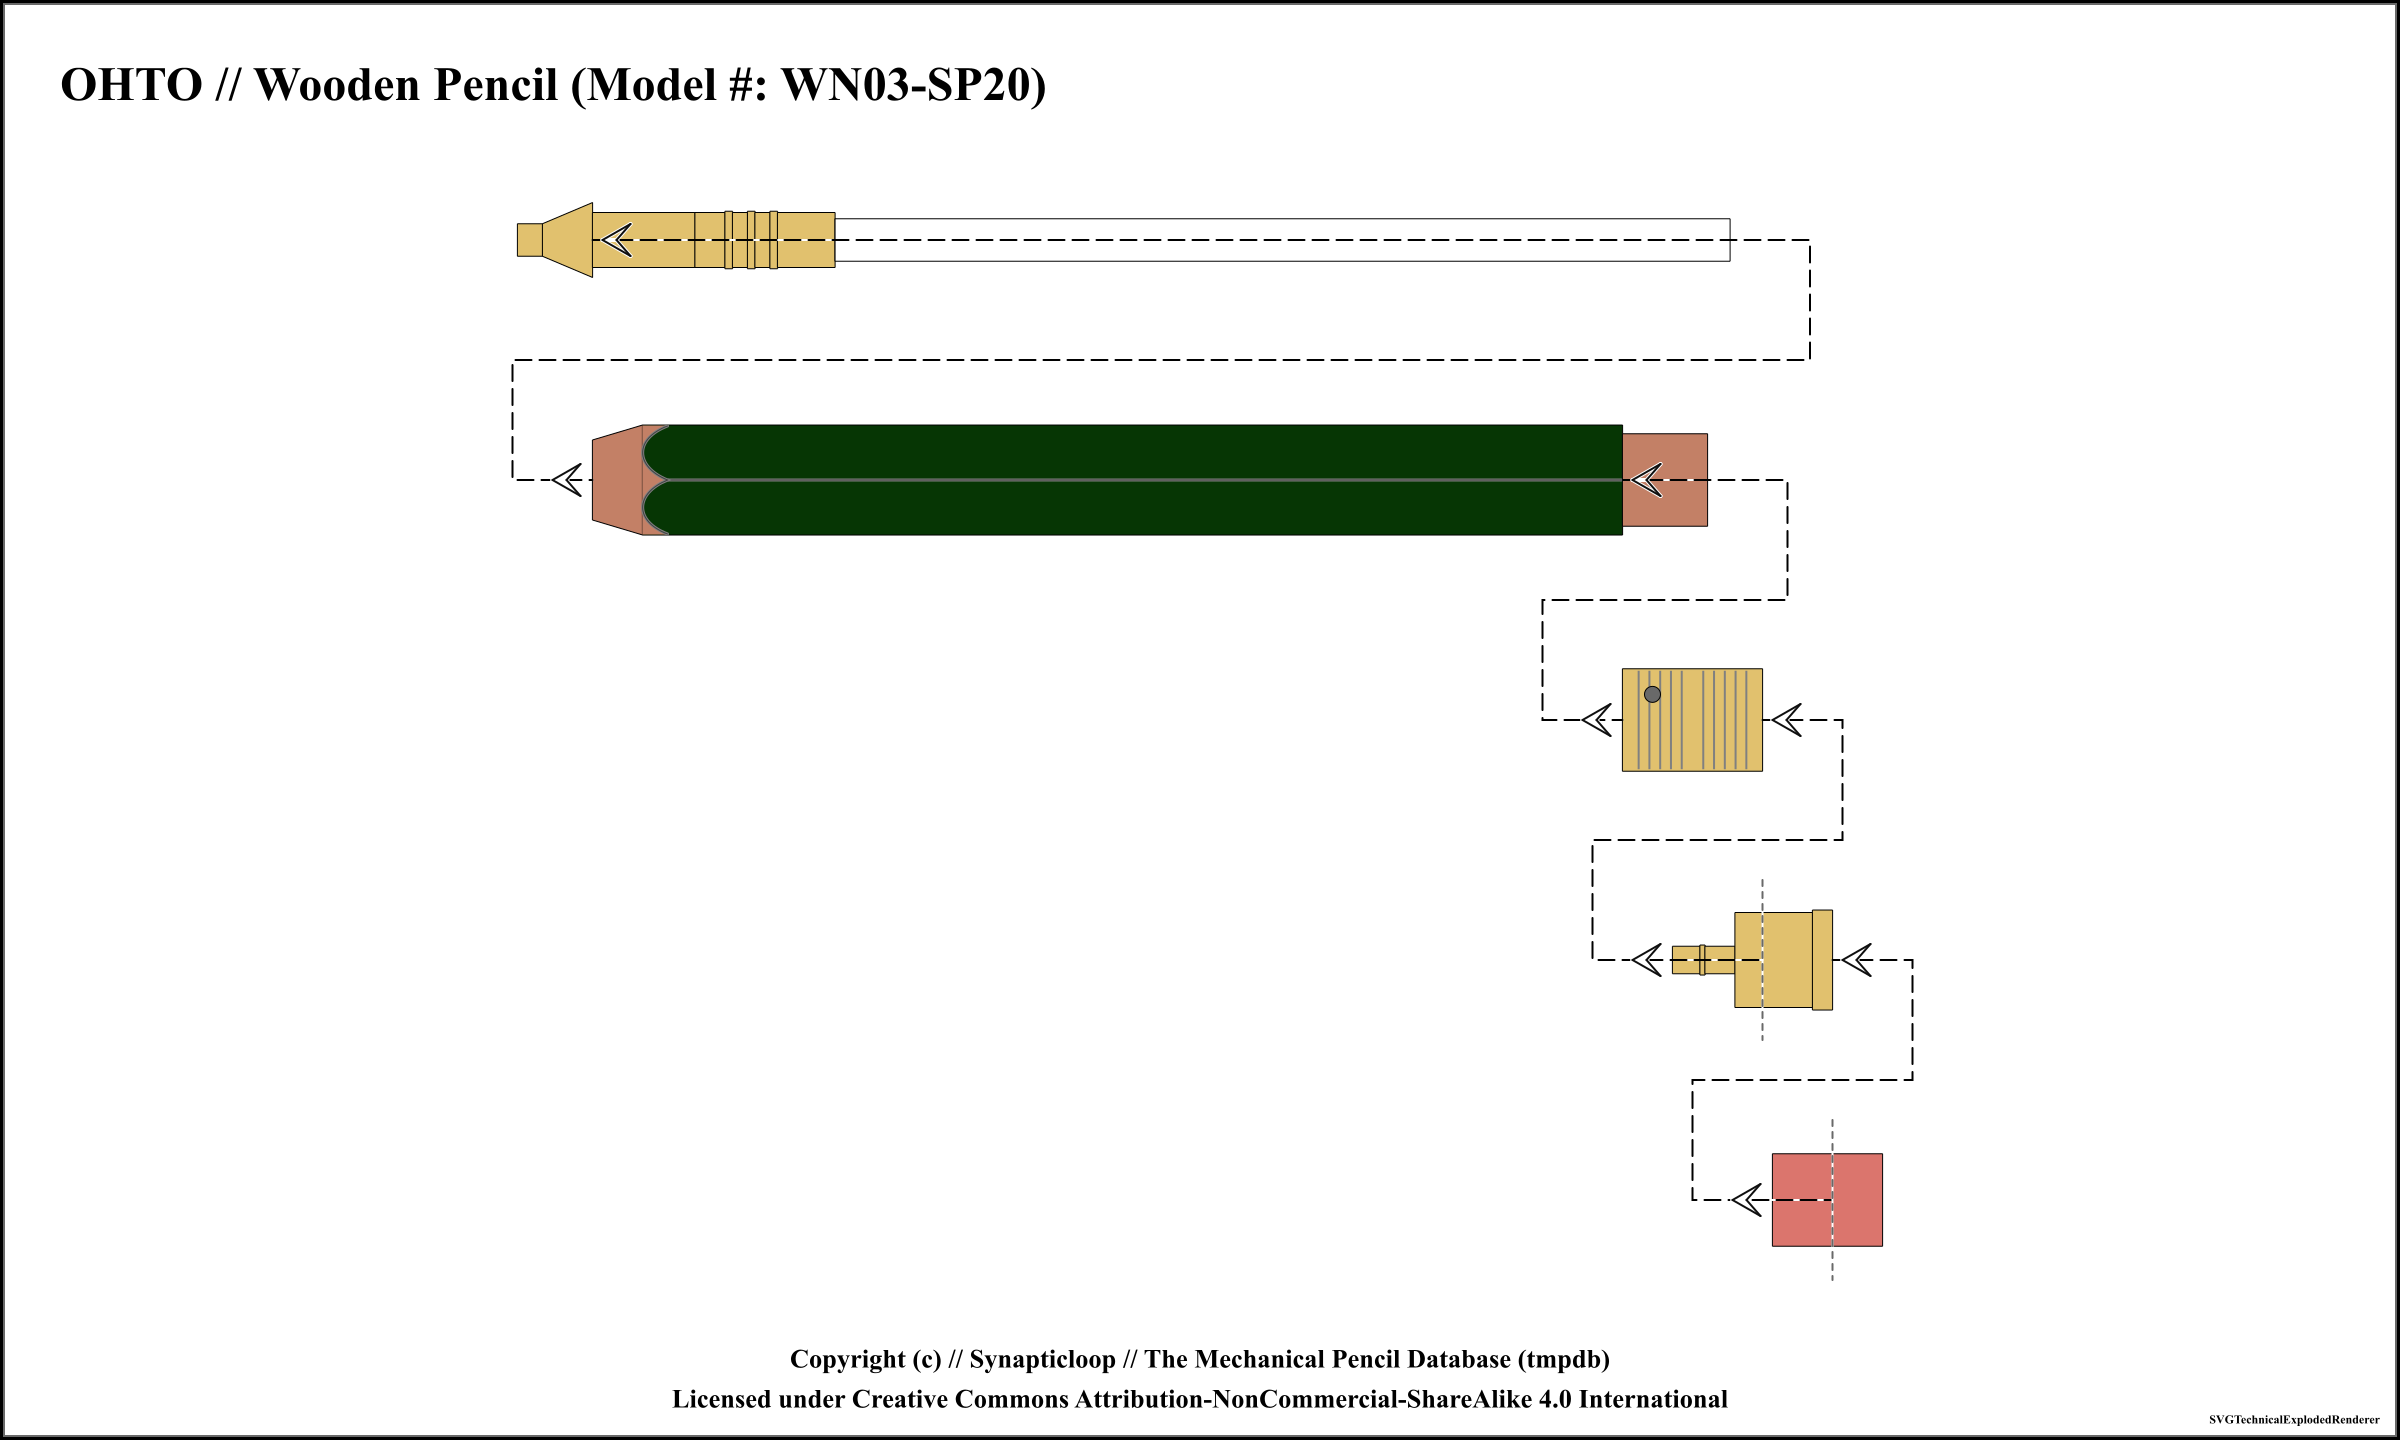 OHTO // Wooden Pencil (Model #: WN03-SP20)
Copyright (c) // Synapticloop // The Mechanical Pencil Database (tmpdb)
Licensed under Creative Commons Attribution-NonCommercial-ShareAlike 4.0 International
SVGTechnicalExplodedRenderer